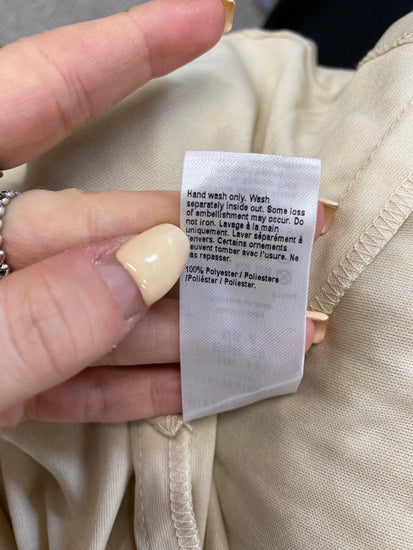 Hand wash only. Wash
separately inside out. Some loss
of embellishment may occur. Do
not iron. Lavage à la main
uniquement. Laver séparément à
envers. Certains ornements
euvent tomber avec l'usure. Ne
as repasser.
100% Polyester / Poliestere
/Poliéster / Polyester.